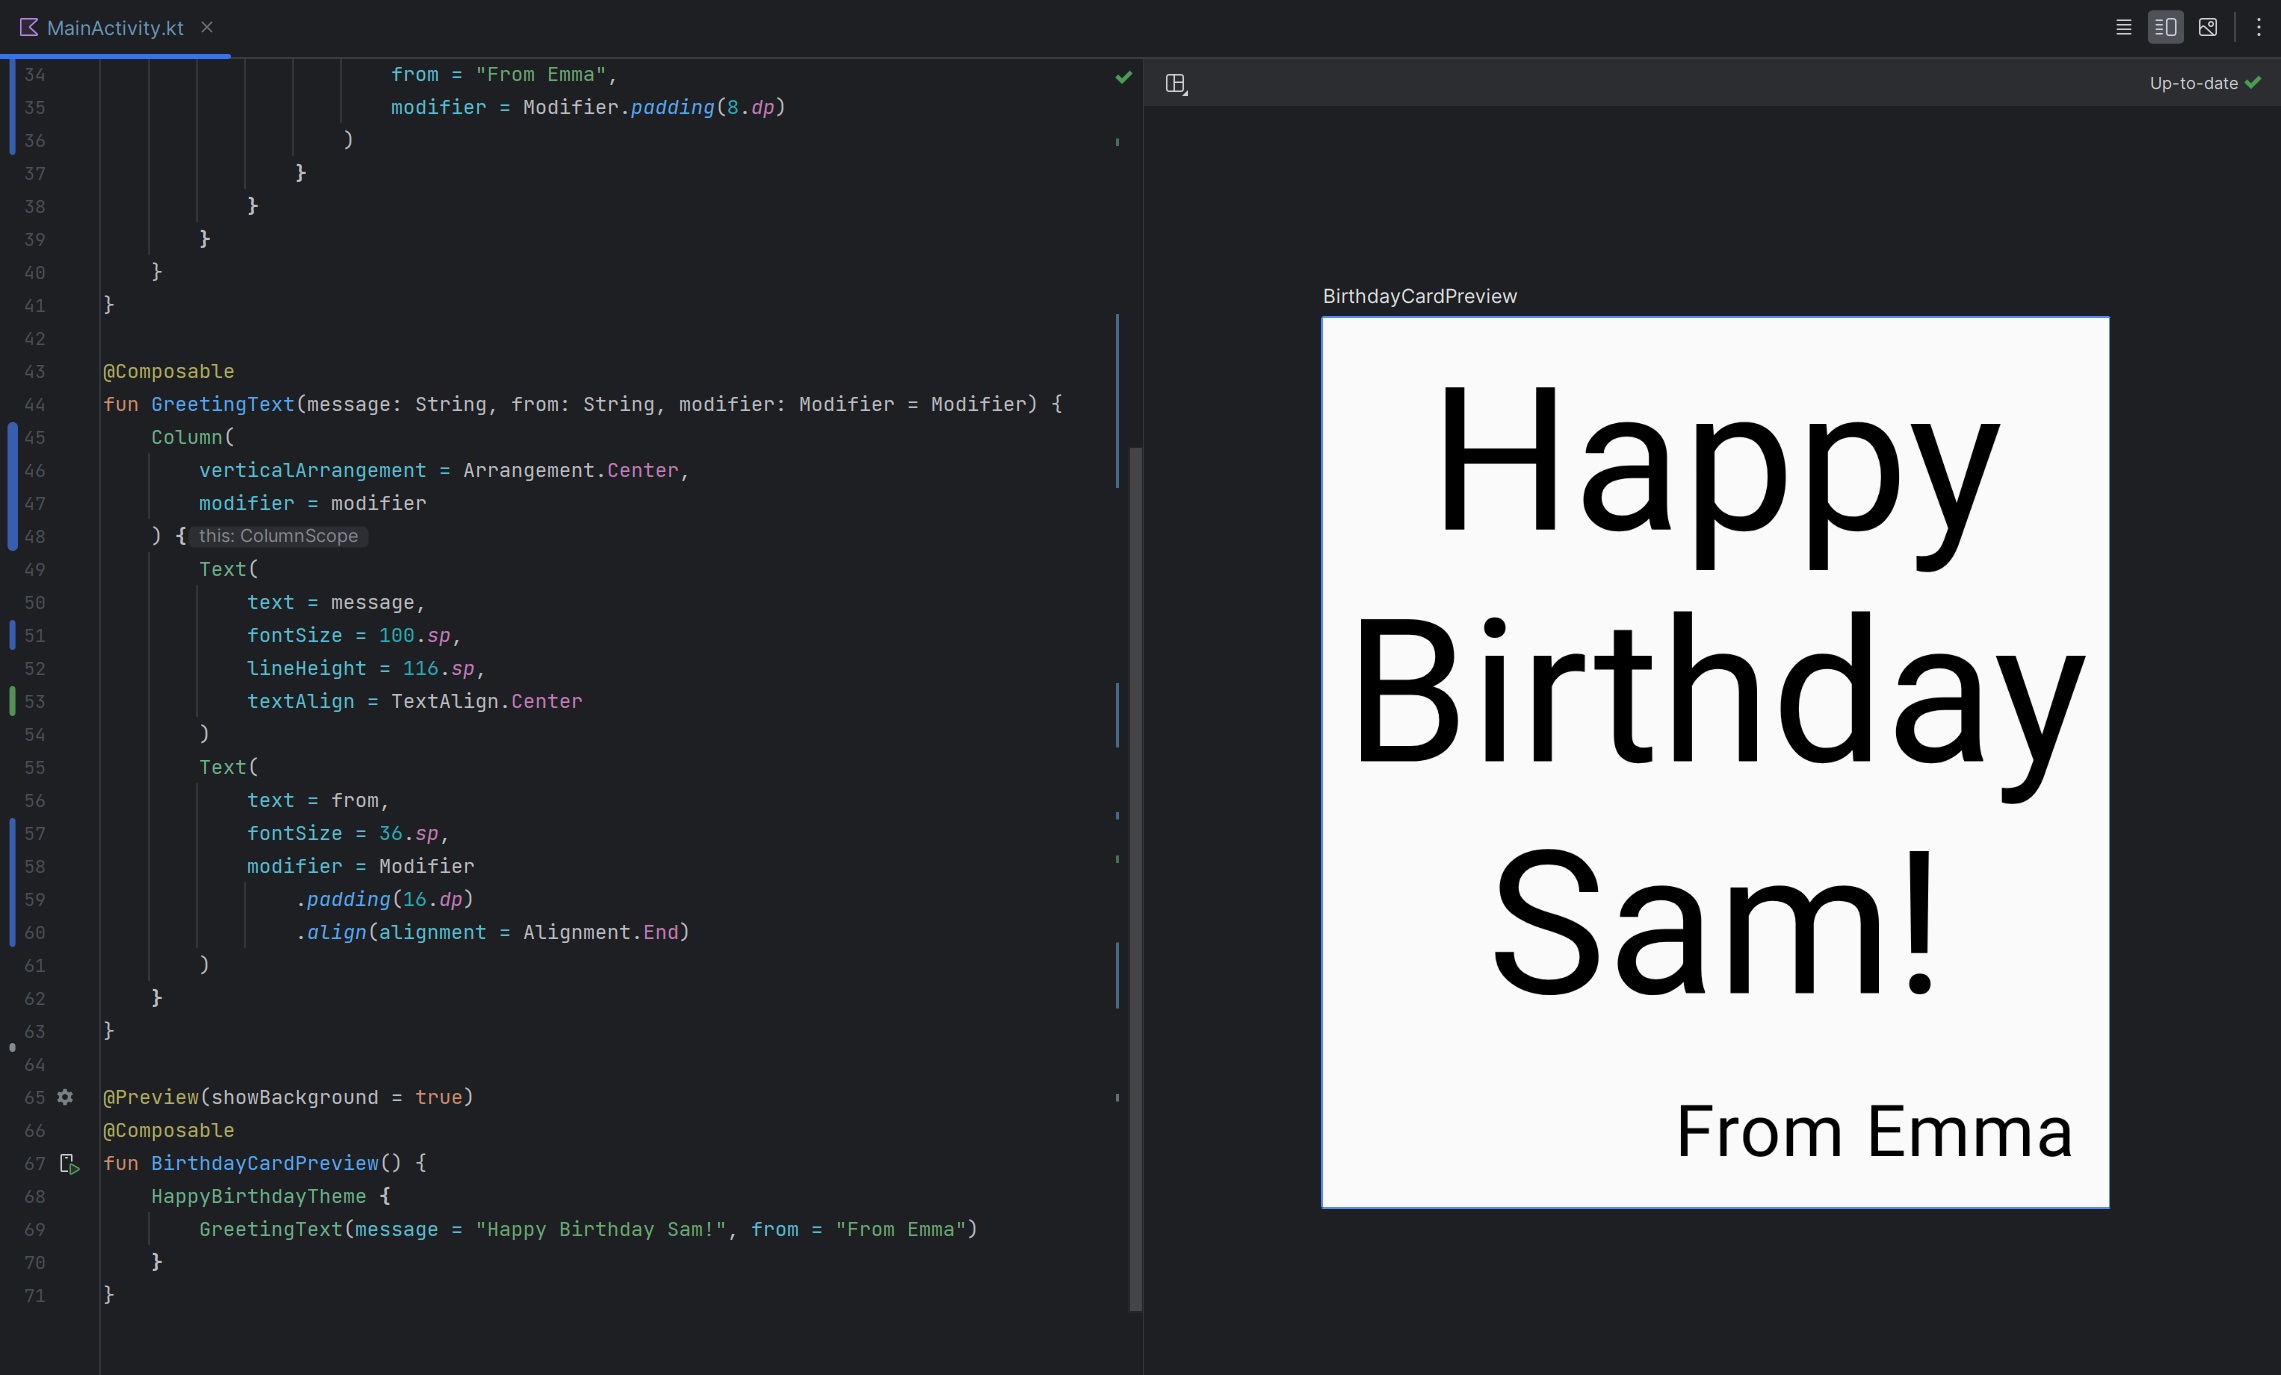 MainActivity.kt
34 from = "From Emma",
35 modifier = Modifier.padding(8.dp)
36 )
37 }
38 }
39 }
40 }
41 }
42
43 @Composable
44 fun GreetingText(message: String, from: String, modifier: Modifier = Modifier) {
45 Column(
46 verticalArrangement = Arrangement.Center,
47 modifier = modifier
48 ) { this: ColumnScope
49 Text(
50 text = message,
51 fontSize = 100.sp,
52 lineHeight = 116.sp,
53 textAlign = TextAlign.Center
54 )
55 Text(
56 text = from,
57 fontSize = 36.sp,
58 modifier = Modifier
59 .padding(16.dp)
60 .align(alignment = Alignment.End)
61 )
62 }
63 }
64
65 @Preview(showBackground = true)
66 @Composable
67 fun BirthdayCardPreview() {
68 HappyBirthdayTheme {
69 GreetingText(message = "Happy Birthday Sam!", from = "From Emma")
70 }
71 }
Up-to-date
BirthdayCardPreview
Happy
Birthday
Sam!
From Emma